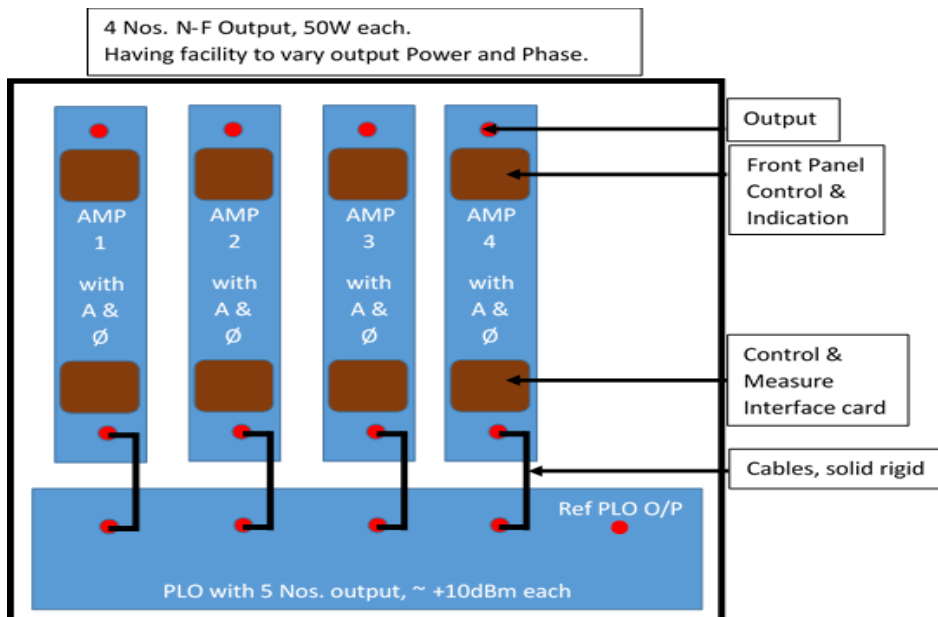 4 Nos. N-F Output, 50W each.
Having facility to vary output Power and Phase.
Output
Front Panel
Control &
Indication
AMP
1
with
A &
Ø
AMP
2
with
A &
Ø
AMP
3
with
A &
Ø
AMP
4
with
A &
Ø
Control &
Measure
Interface card
Cables, solid rigid
Ref PLO O/P
PLO with 5 Nos. output, ~ +10dBm each